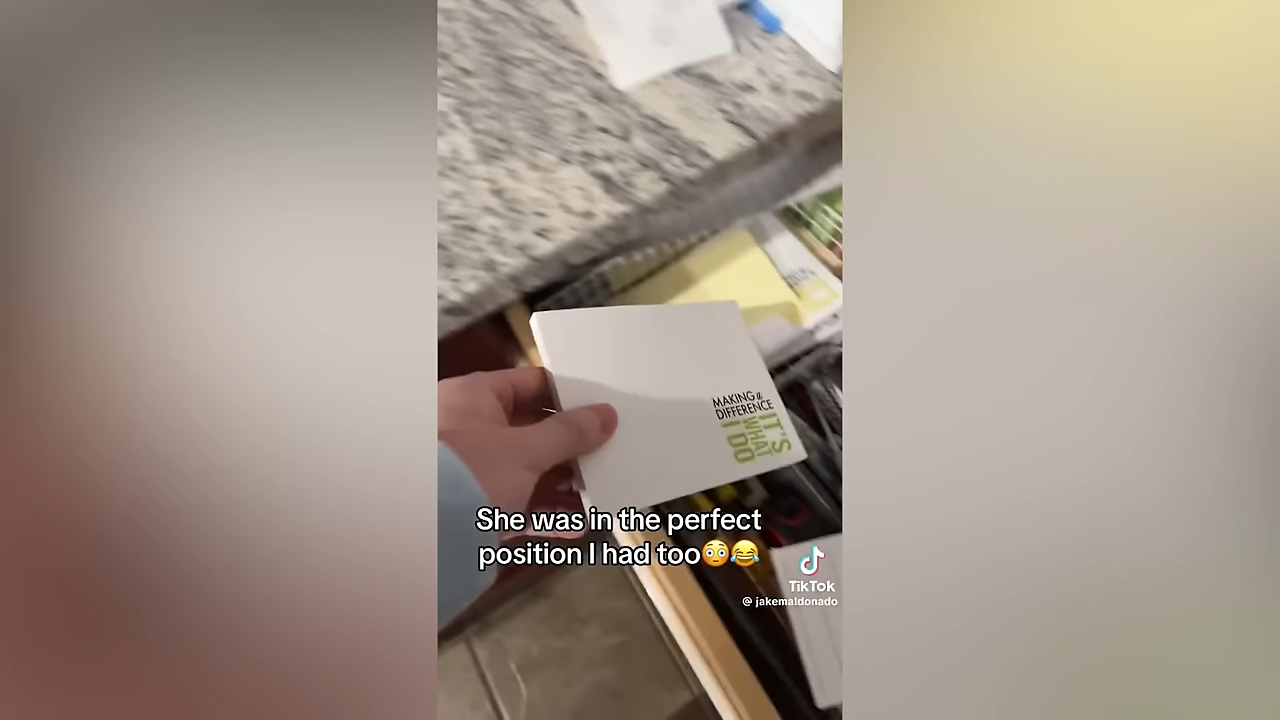 MAKING a
DIFFERENCE
IT'S
WHAT
I DO
She was in the perfect
position I had too😳😂
TikTok
@ jakemaldonado